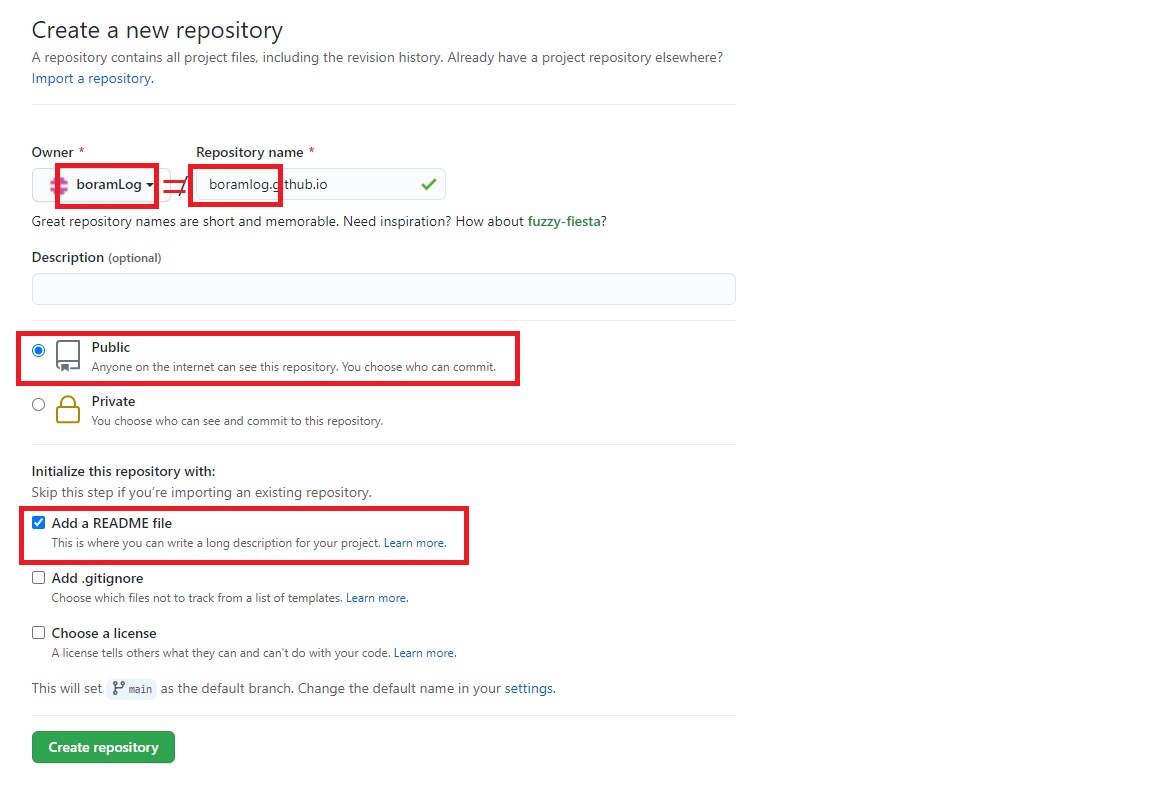 Create a new repository
A repository contains all project files, including the revision history. Already have a project repository elsewhere?
Import a repository.
Owner * Repository name *
boramLog = / boramlog.github.io
Great repository names are short and memorable. Need inspiration? How about fuzzy-fiesta?
Description (optional)
Public
Anyone on the internet can see this repository. You choose who can commit.
Private
You choose who can see and commit to this repository.
Initialize this repository with:
Skip this step if you're importing an existing repository.
Add a README file
This is where you can write a long description for your project. Learn more.
Add .gitignore
Choose which files not to track from a list of templates. Learn more.
Choose a license
A license tells others what they can and can't do with your code. Learn more.
This will set main as the default branch. Change the default name in your settings.
Create repository